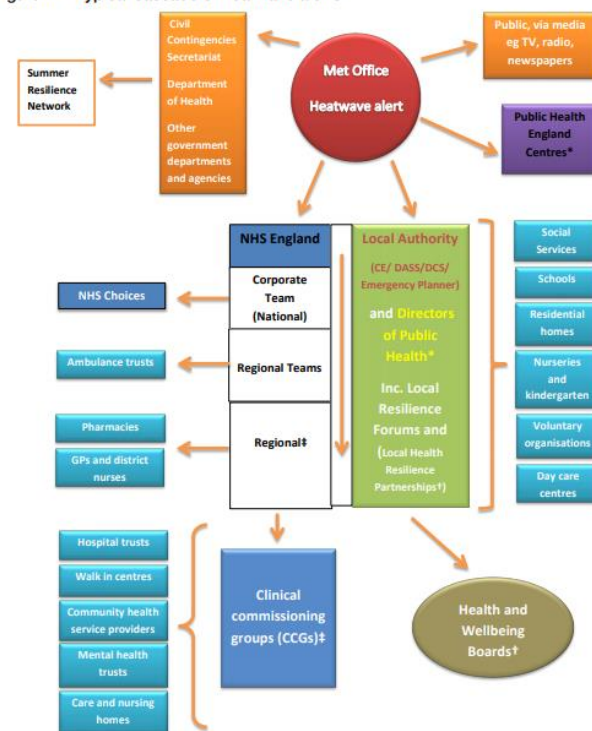 Civil
Contingencies
Secretariat
Department
of Health
Other
government
departments
and agencies
Summer
Resilience
Network
Met Office
Heatwave alert
Public, via media
eg TV, radio,
newspapers
Public Health
England
Centres*
NHS England
Corporate
Team
(National)
Regional Teams
Regional‡
Local Authority
(CE/ DASS/DCS/
Emergency Planner)
and Directors
of Public
Health*
Inc. Local
Resilience
Forums and
(Local Health
Resilience
Partnerships†)
NHS Choices
Ambulance trusts
Pharmacies
GPs and district
nurses
Social
Services
Schools
Residential
homes
Nurseries
and
kindergarten
Voluntary
organisations
Day care
centres
Hospital trusts
Walk in centres
Community health
service providers
Mental health
trusts
Care and nursing
homes
Clinical
commissioning
groups (CCGs)‡
Health and
Wellbeing
Boards†